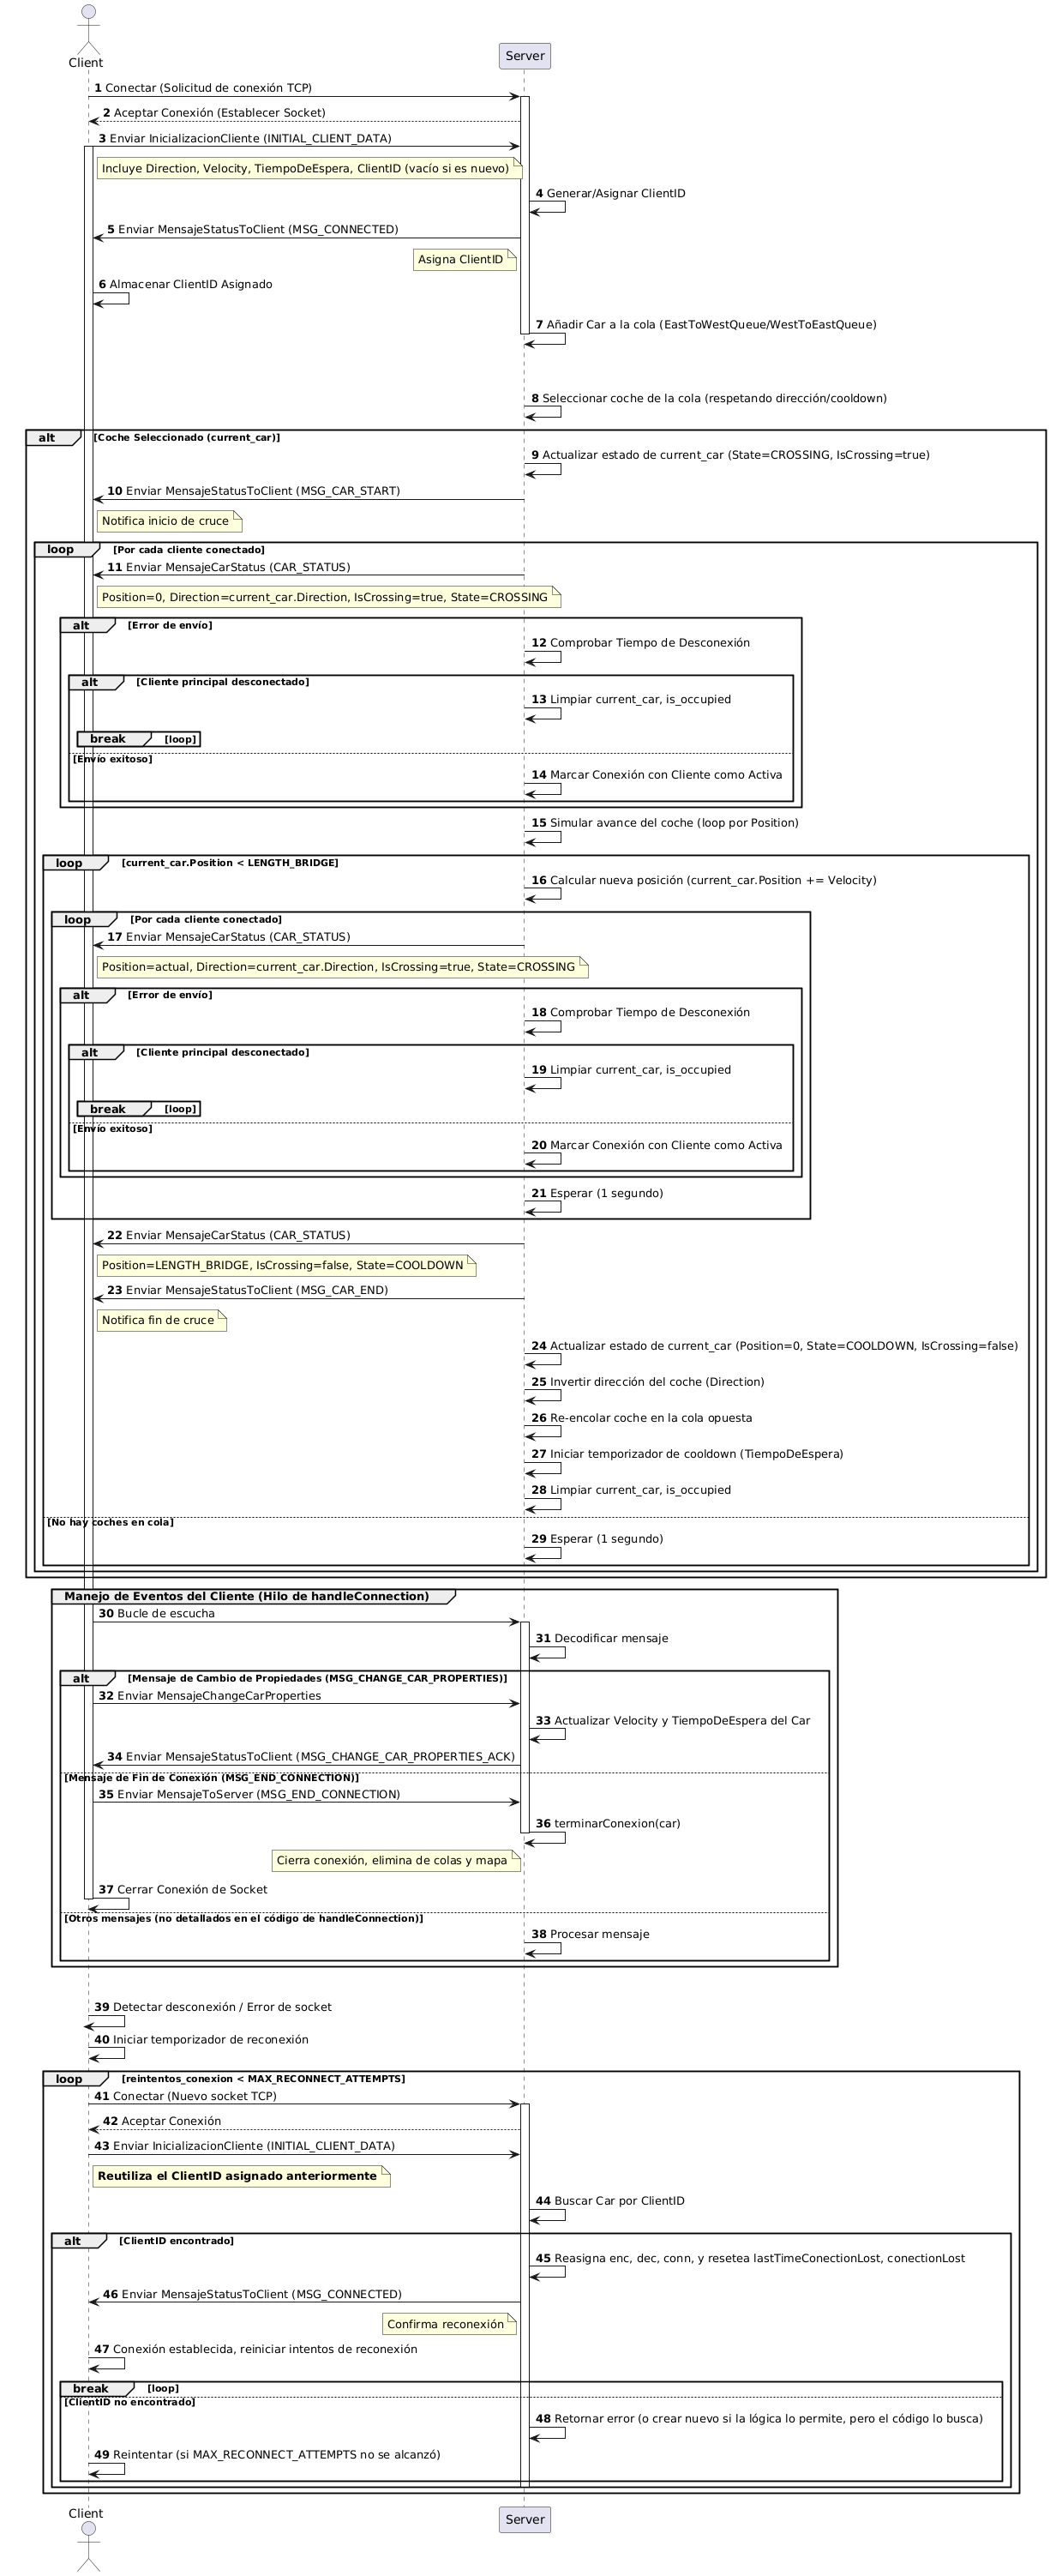 Client
Server
1 Conectar (Solicitud de conexión TCP)
2 Aceptar Conexión (Establecer Socket)
3 Enviar InicializacionCliente (INITIAL_CLIENT_DATA)
Incluye Direction, Velocity, TiempoDeEspera, ClientID (vacío si es nuevo)
4 Generar/Asignar ClientID
5 Enviar MensajeStatusToClient (MSG_CONNECTED)
Asigna ClientID
6 Almacenar ClientID Asignado
7 Añadir Car a la cola (EastToWestQueue/WestToEastQueue)
8 Seleccionar coche de la cola (respetando dirección/cooldown)
alt [Coche Seleccionado (current_car)]
9 Actualizar estado de current_car (State=CROSSING, IsCrossing=true)
10 Enviar MensajeStatusToClient (MSG_CAR_START)
Notifica inicio de cruce
loop [Por cada cliente conectado]
11 Enviar MensajeCarStatus (CAR_STATUS)
Position=0, Direction=current_car.Direction, IsCrossing=true, State=CROSSING
alt [Error de envío]
12 Comprobar Tiempo de Desconexión
alt [Cliente principal desconectado]
13 Limpiar current_car, is_occupied
break [loop]
[Envío exitoso]
14 Marcar Conexión con Cliente como Activa
15 Simular avance del coche (loop por Position)
loop [current_car.Position < LENGTH_BRIDGE]
16 Calcular nueva posición (current_car.Position += Velocity)
loop [Por cada cliente conectado]
17 Enviar MensajeCarStatus (CAR_STATUS)
Position=actual, Direction=current_car.Direction, IsCrossing=true, State=CROSSING
alt [Error de envío]
18 Comprobar Tiempo de Desconexión
alt [Cliente principal desconectado]
19 Limpiar current_car, is_occupied
break [loop]
[Envío exitoso]
20 Marcar Conexión con Cliente como Activa
21 Esperar (1 segundo)
22 Enviar MensajeCarStatus (CAR_STATUS)
Position=LENGTH_BRIDGE, IsCrossing=false, State=COOLDOWN
23 Enviar MensajeStatusToClient (MSG_CAR_END)
Notifica fin de cruce
24 Actualizar estado de current_car (Position=0, State=COOLDOWN, IsCrossing=false)
25 Invertir dirección del coche (Direction)
26 Re-encolar coche en la cola opuesta
27 Iniciar temporizador de cooldown (TiempoDeEspera)
28 Limpiar current_car, is_occupied
[No hay coches en cola]
29 Esperar (1 segundo)
Manejo de Eventos del Cliente (Hilo de handleConnection)
30 Bucle de escucha
31 Decodificar mensaje
alt [Mensaje de Cambio de Propiedades (MSG_CHANGE_CAR_PROPERTIES)]
32 Enviar MensajeChangeCarProperties
33 Actualizar Velocity y TiempoDeEspera del Car
34 Enviar MensajeStatusToClient (MSG_CHANGE_CAR_PROPERTIES_ACK)
[Mensaje de Fin de Conexión (MSG_END_CONNECTION)]
35 Enviar MensajeToServer (MSG_END_CONNECTION)
36 terminarConexion(car)
Cierra conexión, elimina de colas y mapa
37 Cerrar Conexión de Socket
[Otros mensajes (no detallados en el código de handleConnection)]
38 Procesar mensaje
39 Detectar desconexión / Error de socket
40 Iniciar temporizador de reconexión
loop [reintentos_conexion < MAX_RECONNECT_ATTEMPTS]
41 Conectar (Nuevo socket TCP)
42 Aceptar Conexión
43 Enviar InicializacionCliente (INITIAL_CLIENT_DATA)
Reutiliza el ClientID asignado anteriormente
44 Buscar Car por ClientID
alt [ClientID encontrado]
45 Reasigna enc, dec, conn, y resetea lastTimeConectionLost, conectionLost
46 Enviar MensajeStatusToClient (MSG_CONNECTED)
Confirma reconexión
47 Conexión establecida, reiniciar intentos de reconexión
break [loop]
[ClientID no encontrado]
48 Retornar error (o crear nuevo si la lógica lo permite, pero el código lo busca)
49 Reintentar (si MAX_RECONNECT_ATTEMPTS no se alcanzó)
Client
Server